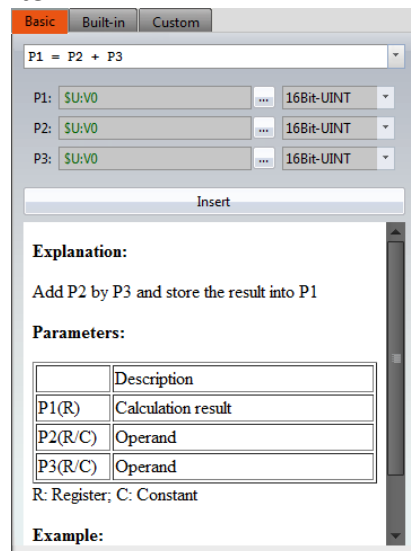 Basic Built-in Custom
P1 = P2 + P3
P1: $U:V0 ... 16Bit-UINT
P2: $U:V0 ... 16Bit-UINT
P3: $U:V0 ... 16Bit-UINT
Insert
Explanation:
Add P2 by P3 and store the result into P1
Parameters:
Description
P1(R) Calculation result
P2(R/C) Operand
P3(R/C) Operand
R: Register; C: Constant
Example: